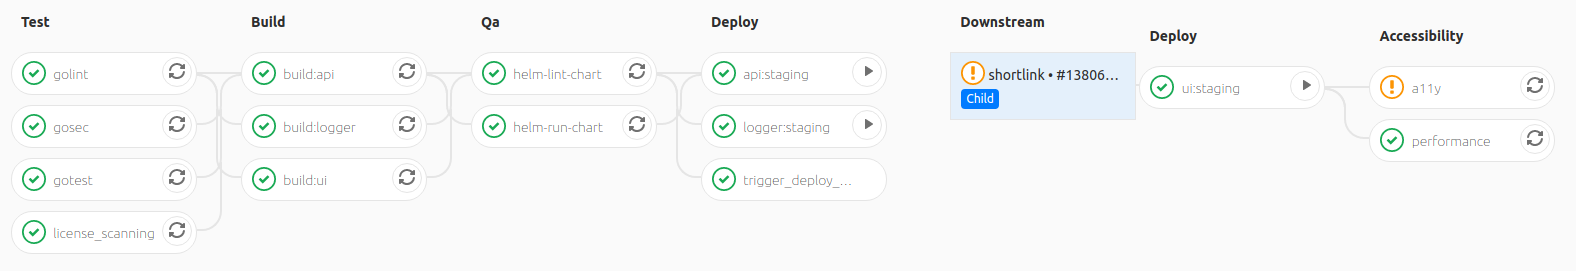 Test
golint
gosec
gotest
license_scanning
Build
build:api
build:logger
build:ui
Qa
helm-lint-chart
helm-run-chart
Deploy
api:staging
logger:staging
trigger_deploy_...
Downstream
shortlink • #13806...
Child
Deploy
ui:staging
Accessibility
a11y
performance